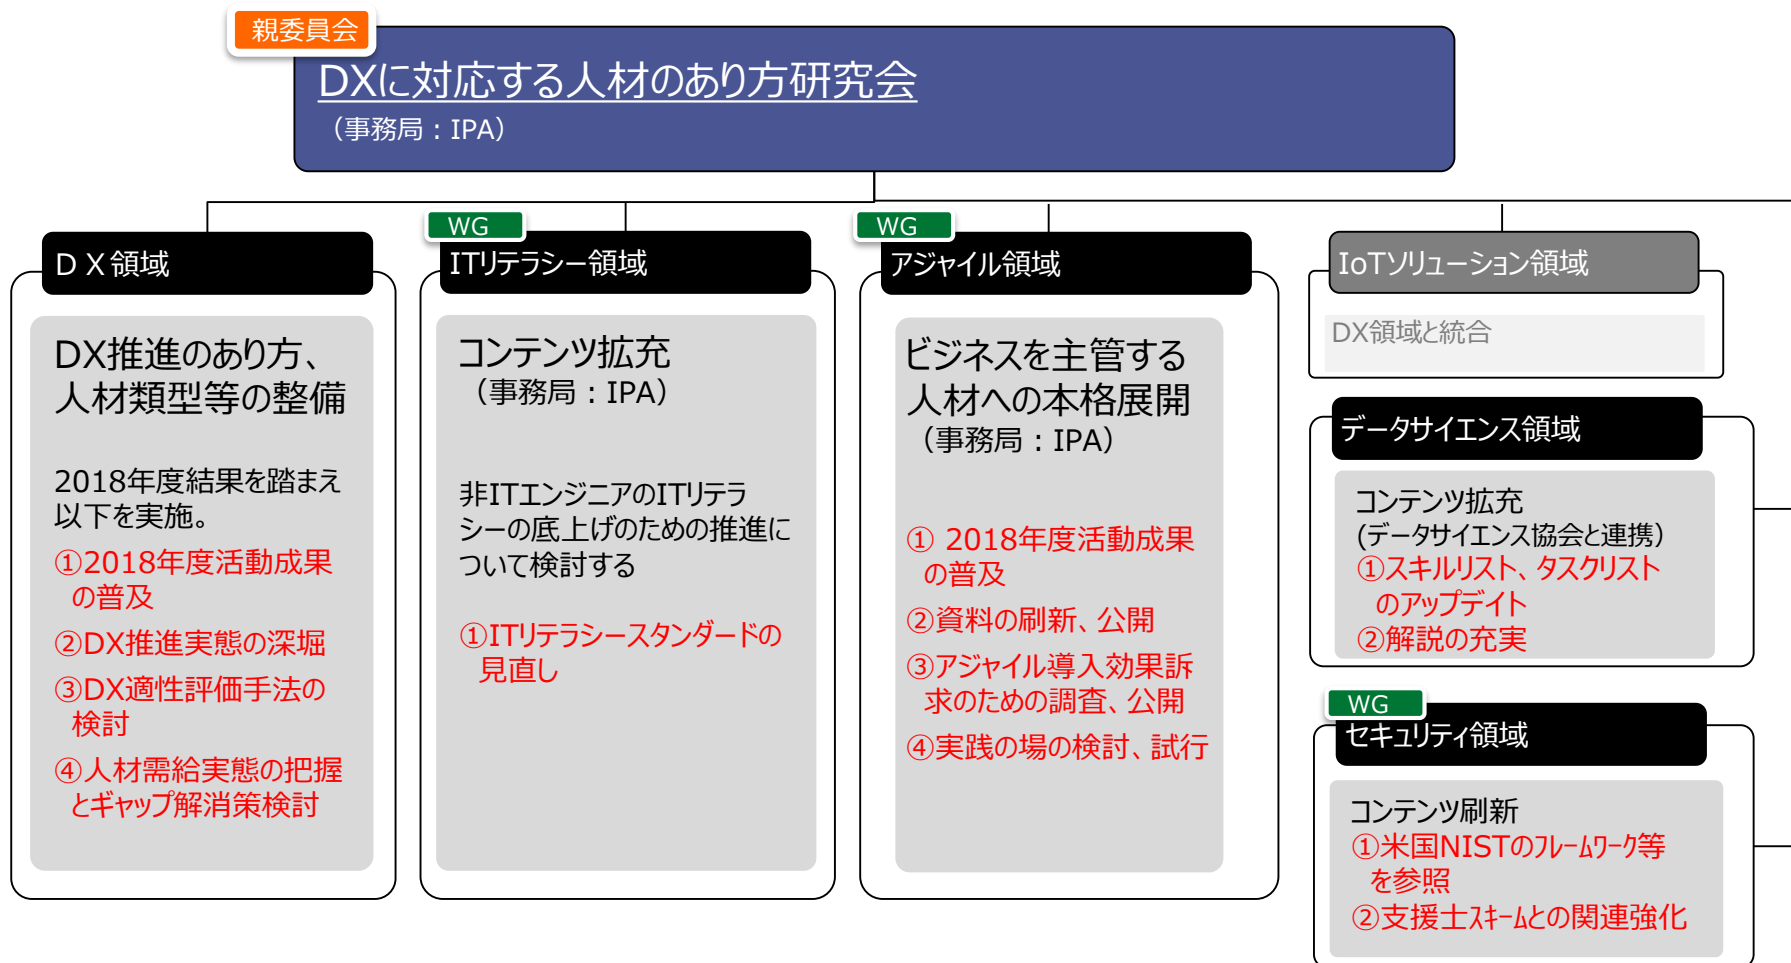 親委員会
DXに対応する人材のあり方研究会
（事務局：IPA）
ＤＸ領域
DX推進のあり方、
人材類型等の整備
2018年度結果を踏まえ
以下を実施。
①2018年度活動成果
の普及
②DX推進実態の深堀
③DX適性評価手法の
検討
④人材需給実態の把握
とギャップ解消策検討
WG
ITリテラシー領域
コンテンツ拡充
（事務局：IPA）
非ITエンジニアのITリテラ
シーの底上げのための推進に
ついて検討する
①ITリテラシースタンダードの
見直し
WG
アジャイル領域
ビジネスを主管する
人材への本格展開
（事務局：IPA）
① 2018年度活動成果
の普及
②資料の刷新、公開
③アジャイル導入効果訴
求のための調査、公開
④実践の場の検討、試行
IoTソリューション領域
DX領域と統合
データサイエンス領域
コンテンツ拡充
(データサイエンス協会と連携）
①スキルリスト、タスクリスト
のアップデイト
②解説の充実
WG
セキュリティ領域
コンテンツ刷新
①米国NISTのﾌﾚｰﾑﾜｰｸ等
を参照
②支援士ｽｷｰﾑとの関連強化